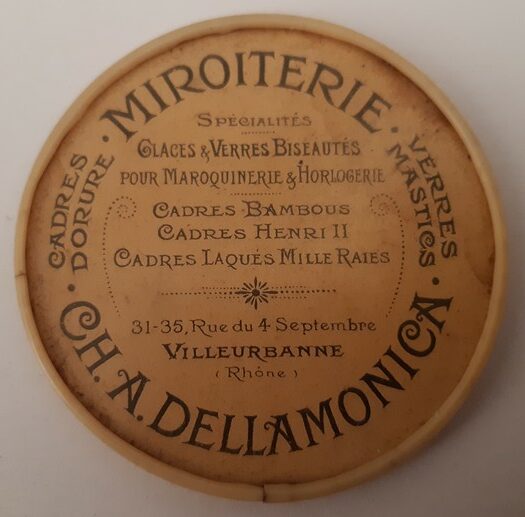 MIROITERIE
CADRES
DORURE
VERRES
MASTICS
SPÉCIALITÉS
GLACES & VERRES BISEAUTÉS
POUR MAROQUINERIE & HORLOGERIE
CADRES BAMBOUS
CADRES HENRI II
CADRES LAQUÉS MILLE RAIES
31-35, Rue du 4 Septembre
VILLEURBANNE
(Rhône)
CH. A. DELLAMONICA